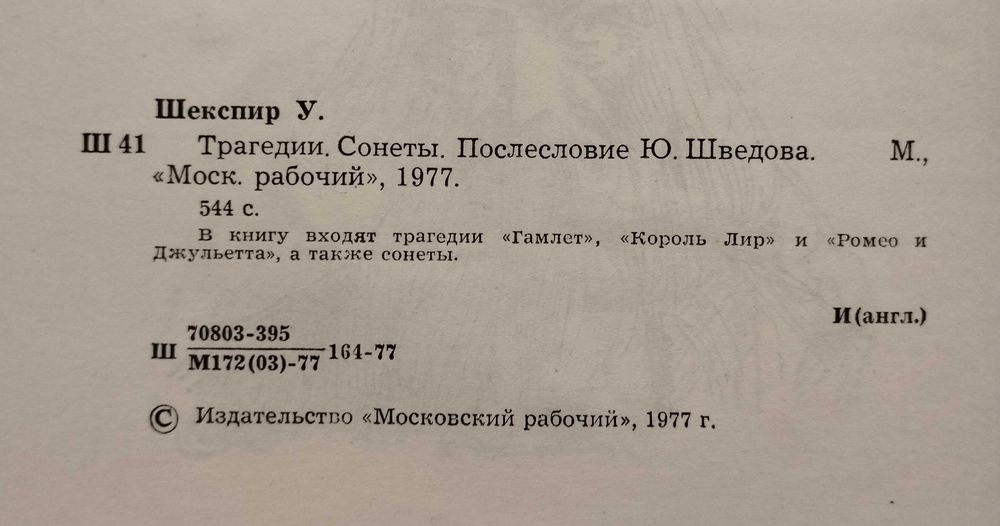 Шекспир У.
Ш 41 Трагедии. Сонеты. Послесловие Ю. Шведова. М.,
«Моск. рабочий», 1977.
544 с.
В книгу входят трагедии «Гамлет», «Король Лир» и «Ромео и
Джульетта», а также сонеты.
И(англ.)
70803-395
Ш 164-77
М172(03)-77
© Издательство «Московский рабочий», 1977 г.